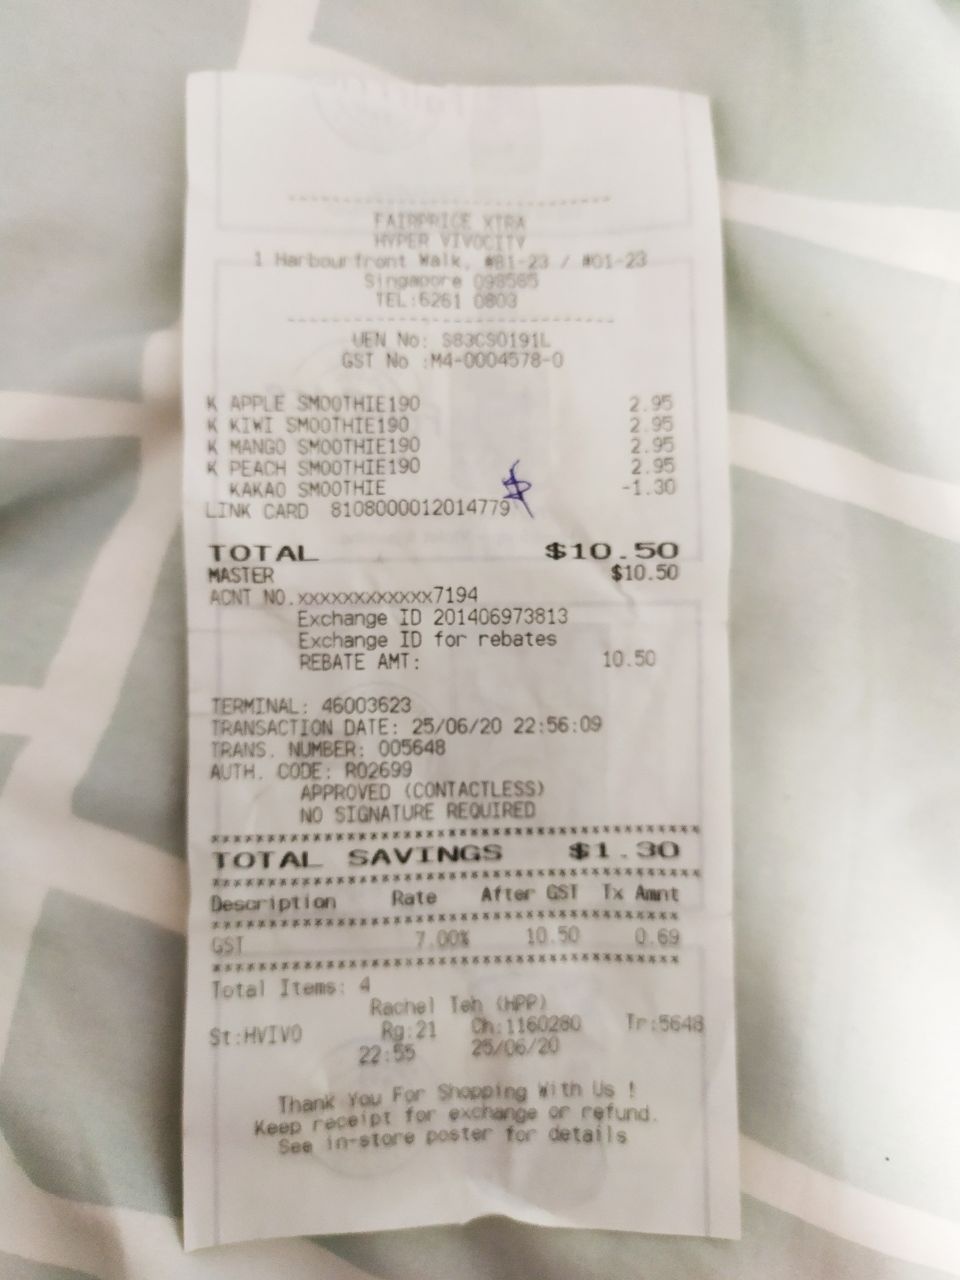 FAIRPRICE XTRA
HYPER VIVOCITY
1 Harbourfront Walk, #B1-23 / #01-23
Singapore 098585
TEL:6261 0803
UEN No: S83CS0191L
GST No :M4-0004578-0
K APPLE SMOOTHIE190 2.95
K KIWI SMOOTHIE190 2.95
K MANGO SMOOTHIE190 2.95
K PEACH SMOOTHIE190 2.95
KAKAO SMOOTHIE -1.30
LINK CARD 8108000012014779
TOTAL $10.50
MASTER $10.50
ACNT NO.xxxxxxxxxxxx7194
Exchange ID 201406973813
Exchange ID for rebates
REBATE AMT: 10.50
TERMINAL: 46003623
TRANSACTION DATE: 25/06/20 22:56:09
TRANS. NUMBER: 005648
AUTH. CODE: R02699
APPROVED (CONTACTLESS)
NO SIGNATURE REQUIRED
TOTAL SAVINGS $1.30
Description Rate After GST Tx Amnt
GST 7.00% 10.50 0.69
Total Items: 4
Rachel Teh (HPP)
St:HVIVO Rg:21 Ch:1160280 Tr:5648
22:55 25/06/20
Thank You For Shopping With Us !
Keep receipt for exchange or refund.
See in-store poster for details